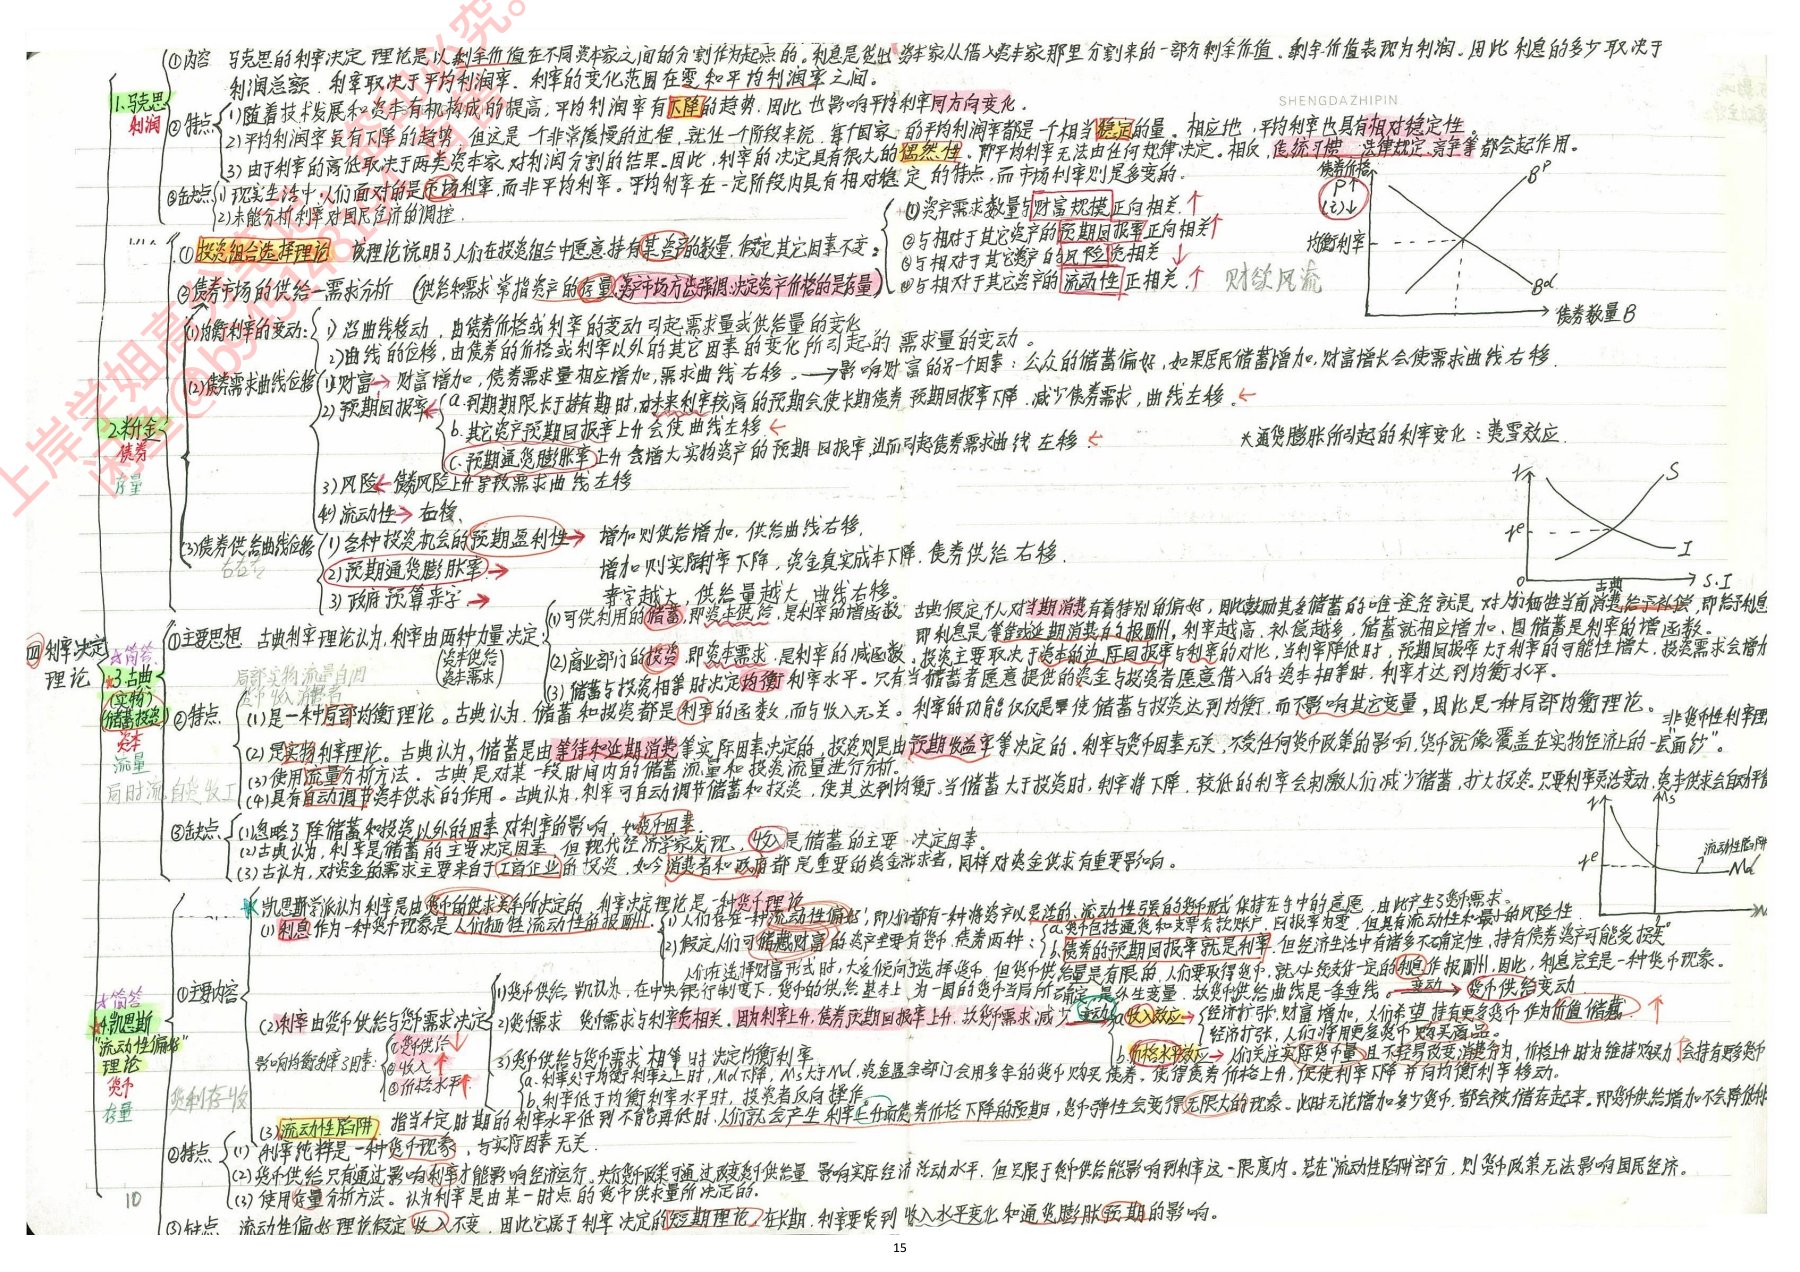 四 利率决定理论
1.马克思
利润
①内容 马克思的利率决定理论是以剩余价值在不同资本家之间的分割作为起点的。利息是贷出资本家从借入资本家那里分割来的一部分剩余价值。剩余价值表现为利润。因此利息的多少取决于
利润总额，利率取决于平均利润率。利率的变化范围在零和平均利润率之间。
②特点
1)随着技术发展和资本有机构成的提高，平均利润率有下降的趋势，因此也影响平均利率同方向变化.
2)平均利润率虽有下降的趋势，但这是一个非常缓慢的过程，就在一个阶段来说，每个国家的平均利润率都是一个相当稳定的量。相应地，平均利率也具有相对稳定性。
3)由于利率的高低取决于两类资本家对利润分割的结果。因此，利率的决定具有很大的偶然性，即平均利率无法由任何规律决定。相反，传统习惯、法律规定、竞争等都会起作用。
③缺点
1)现实生活中，人们面对的是市场利率，而非平均利率。平均利率在一定阶段内具有相对稳定的特点，而市场利率则是多变的.
2)未能分析利率对国民经济的调控.
SHENGDAZHIPIN
2.粉金
债券
存量
①投资组合选择理论 该理论说明了人们在投资组合中愿意持有某资产的数量，假定其它因素不变：
①资产需求数量与财富规模正向相关.↑
②与相对于其它资产的预期回报率正向相关↑
③与相对于其它资产的风险负相关↓
④与相对于其它资产的流动性正相关.↑
财欲风流
②债券市场的供给一需求分析 (供给和需求常指资产的存量，资产市场方法强调：决定资产价格的是存量)
(1)均衡利率的变动：
1)沿曲线移动，由债券价格或利率的变动引起需求量或供给量的变化
2)曲线的位移，由债券的价格或利率以外的其它因素的变化所引起的需求量的变动。
(2)债券需求曲线位移
1)财富→财富增加，债券需求量相应增加，需求曲线右移。→影响财富的另一个因素：公众的储蓄偏好，如果居民储蓄增加，财富增长会使需求曲线右移.
2)预期回报率
a.到期期限长于持有期时，对未来利率较高的预期会使长期债券预期回报率下降，减少债券需求，曲线左移.←
b.其它资产预期回报率上升会使曲线左移←
c.预期通货膨胀率上升会增大实物资产的预期回报率，进而引起债券需求曲线左移.←
3)风险←债券风险上升导致需求曲线左移
4)流动性→右移.
(3)债券供给曲线位移
右右右
1)各种投资机会的预期盈利性→增加则供给增加，供给曲线右移.
2)预期通货膨胀率→增加则实际利率下降，资金真实成本下降，债券供给右移.
3)政府预算赤字→赤字越大，供给量越大，曲线右移。
债券价格
P↑
(i)↓
均衡利率
Bᵖ
Bd
债券数量B
大通货膨胀所引起的利率变化：费雪效应.
r
S
re
I
0
S.I
古典
☆简答
★3.古典
(实物)
储蓄投资
资本
流量
局时流自货收工
①主要思想 古典利率理论认为，利率由两种力量决定：
(资本供给
资本需求)
(1)可供利用的储蓄，即资本供给，是利率的增函数。古典假定个人对当期消费有着特别的偏好，因此鼓励其多储蓄的唯一途径就是，对人们牺牲当前消费给予补偿，即给予利息
即利息是等待或延期消费的报酬，利率越高，补偿越多，储蓄就相应增加，因储蓄是利率的增函数。
(2)商业部门的投资，即资本需求，是利率的减函数，投资主要取决于资本的边际回报率与利率的对比，当利率降低时，预期回报率大于利率的可能性增大，投资需求会增加
(3)储蓄与投资相等时决定均衡利率水平。只有当储蓄者愿意提供的资金与投资者愿意借入的资本相等时，利率才达到均衡水平。
局部实物流量自调
货币收消费者
②特点
(1)是一种局部均衡理论。古典认为，储蓄和投资都是利率的函数，而与收入无关。利率的功能仅仅是要使储蓄与投资达到均衡，而不影响其它变量，因此是一种局部均衡理论。
=非货币性利率理
(2)是实物利率理论。古典认为，储蓄是由等待和延期消费等实际因素决定的，投资则是由预期收益率等决定的，利率与货币因素无关，不受任何货币政策的影响，货币就像覆盖在实物经济上的一层"面纱"。
(3)使用流量分析方法。古典是对某一段时间内的储蓄流量和投资流量进行分析。
(4)具有自动调节资本供求的作用。古典认为，利率可自动调节储蓄和投资，使其达到均衡。当储蓄大于投资时，利率将下降，较低的利率会刺激人们减少储蓄，扩大投资。只要利率灵活变动，资本供求会自动平衡
③缺点
(1)忽略了除储蓄和投资以外的因素对利率的影响，如货币因素.
(2)古典认为，利率是储蓄的主要决定因素，但现代经济学家发现，收入是储蓄的主要决定因素.
(3)古认为，对资金的需求主要来自于工商企业的投资，如今消费者和政府都是重要的资金需求者，同样对资金供求有重要影响。
r
Ms
re
流动性陷阱
Md
☆简答
★4.凯恩斯
"流动性偏好"
理论
货币
存量
货利存收
①主要内容
★凯恩斯学派认为利率是由货币的供求关系所决定的，利率决定理论是一种货币理论
(1)利息作为一种货币现象是人们牺牲流动性的报酬.
1)人们存在一种"流动性偏好"，即人们都有一种将资产以灵活的、流动性强的货币形式保持在手中的意愿，由此产生了货币需求。
2)假定人们可储藏财富的资产主要有货币、债券两种：
a.货币包括通货和支票存款账户，回报率为零，但具有流动性和最小的风险性.
b.债券的预期回报率就是利率，但经济生活中有诸多不确定性，持有债券资产可能受损失
人们在选择财富形式时，大家倾向于选择货币，但货币供给量是有限的，人们要取得货币，就必须支付一定的利息作报酬，因此，利息完全是一种货币现象。
(2)利率由货币供给与货币需求决定
影响均衡利率3因素：
①货币供给↓
②收入↑
③价格水平↑
1)货币供给 凯认为，在中央银行制度下，货币的供给基本上为一国的货币当局所 是外生变量，故货币供给曲线是一条垂线。 变动→货币供给变动
2)货币需求 货币需求与利率负相关。因为利率上升，债券预期回报率上升，故货币需求减少.变动
a.收入效应→经济扩张，财富增加，人们希望持有更多货币作为价值储藏↑
经济扩张，人们将用更多货币购买商品。
b.价格水平效应→人们关注实际货币量，且不轻易改变消费行为，价格上升时为维持购买力，会持有更多货币
3)货币供给与货币需求相等时决定均衡利率
a.利率处于均衡利率之上时，Md下降，Ms大于Md，资金盈余部门会用多余的货币购买债券，使得债券价格上升，促使利率下降并向均衡利率移动。
b.利率低于均衡利率水平时，投资者反向操作。
(3)流动性陷阱 指当一定时期的利率水平低到不能再低时，人们就会产生利率上升而债券价格下降的预期，货币弹性会变得无限大的现象。此时无论增加多少货币，都会被储存起来。即货币供给增加不会降低利
②特点
(1)利率纯粹是一种货币现象，与实际因素无关.
(2)货币供给只有通过影响利率才能影响经济运行。央行货币政策可通过改变货币供给量影响实际经济活动水平，但只限于货币供给能影响到利率这一限度内。若在"流动性陷阱部分，则货币政策无法影响国民经济。
(3)使用存量分析方法。认为利率是由某一时点的货币供求量所决定的.
③缺点 流动性偏好理论假定收入不变，因此它属于利率决定的短期理论，在长期，利率要受到收入水平变化和通货膨胀预期的影响。
10
15
上岸学姐高分笔记